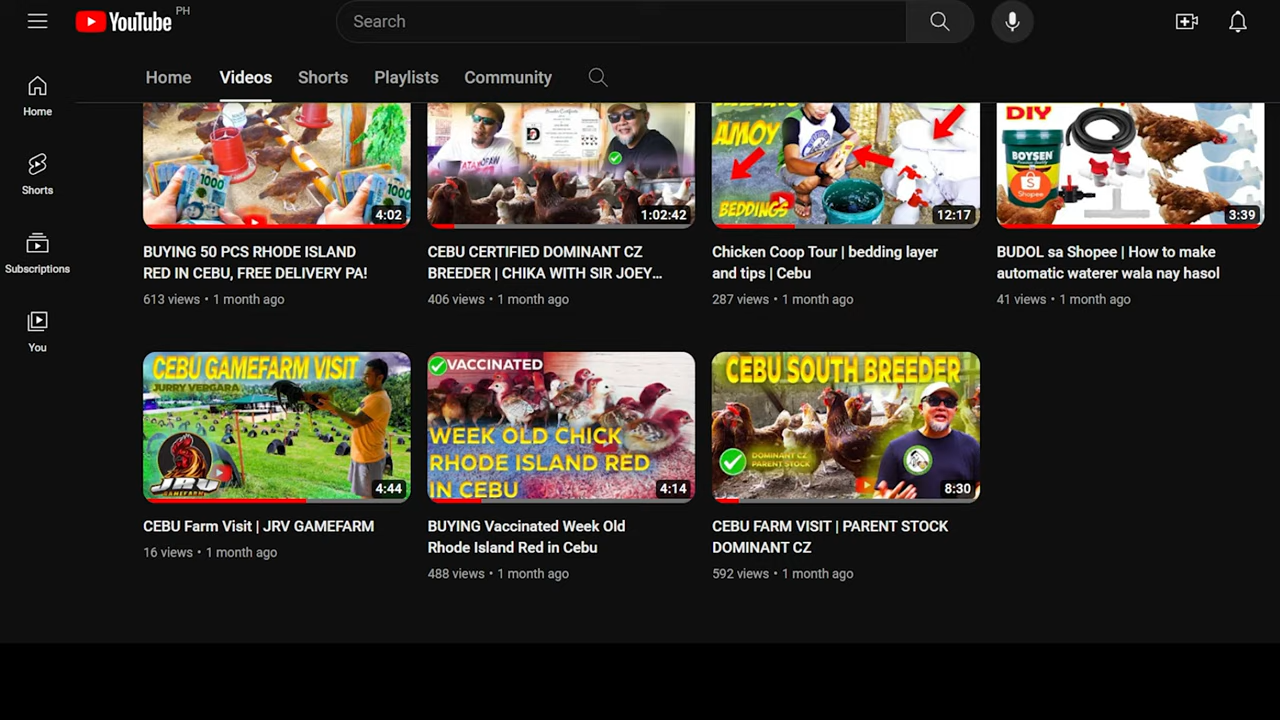 YouTube PH
Search
Home Videos Shorts Playlists Community
Home
Shorts
Subscriptions
You
1000
1000
4:02
BUYING 50 PCS RHODE ISLAND
RED IN CEBU, FREE DELIVERY PA!
613 views • 1 month ago
1:02:42
CEBU CERTIFIED DOMINANT CZ
BREEDER | CHIKA WITH SIR JOEY...
406 views • 1 month ago
AMOY
BEDDINGS
12:17
Chicken Coop Tour | bedding layer
and tips | Cebu
287 views • 1 month ago
DIY
BOYSEN
Shopee
3:39
BUDOL sa Shopee | How to make
automatic waterer wala nay hasol
41 views • 1 month ago
CEBU GAMEFARM VISIT
JURRY VERGARA
JRV
GAMEFARM
4:44
CEBU Farm Visit | JRV GAMEFARM
16 views • 1 month ago
VACCINATED
WEEK OLD CHICK
RHODE ISLAND RED
IN CEBU
4:14
BUYING Vaccinated Week Old
Rhode Island Red in Cebu
488 views • 1 month ago
CEBU SOUTH BREEDER
DOMINANT CZ
PARENT STOCK
8:30
CEBU FARM VISIT | PARENT STOCK
DOMINANT CZ
592 views • 1 month ago